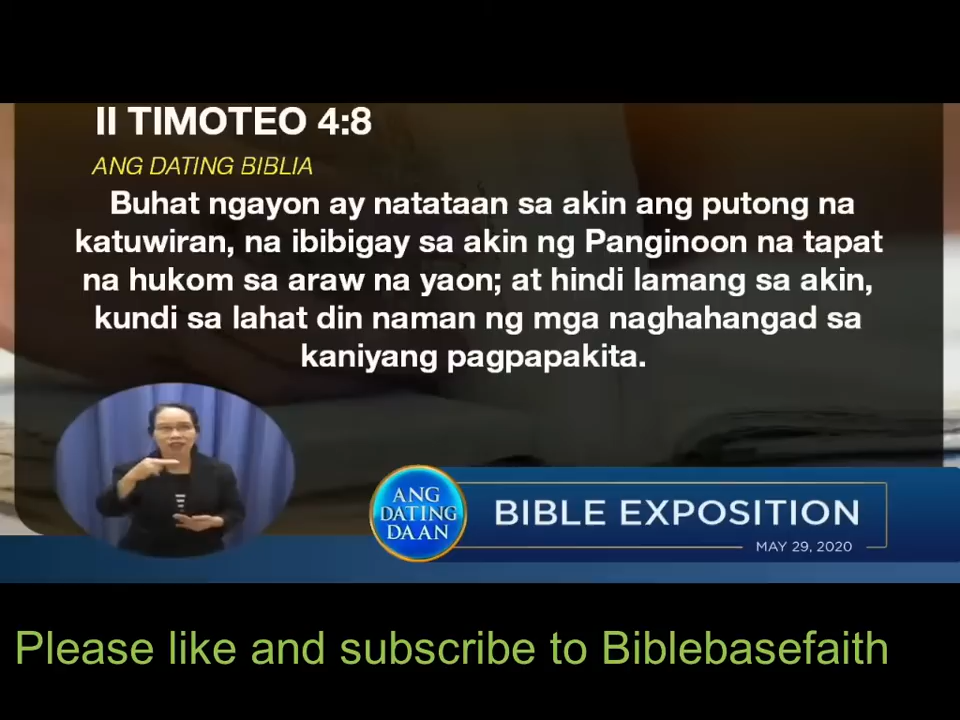 II TIMOTEO 4:8
ANG DATING BIBLIA
Buhat ngayon ay natataan sa akin ang putong na
katuwiran, na ibibigay sa akin ng Panginoon na tapat
na hukom sa araw na yaon; at hindi lamang sa akin,
kundi sa lahat din naman ng mga naghahangad sa
kaniyang pagpapakita.
ANG
DATING
DAAN
BIBLE EXPOSITION
MAY 29, 2020
Please like and subscribe to Biblebasefaith